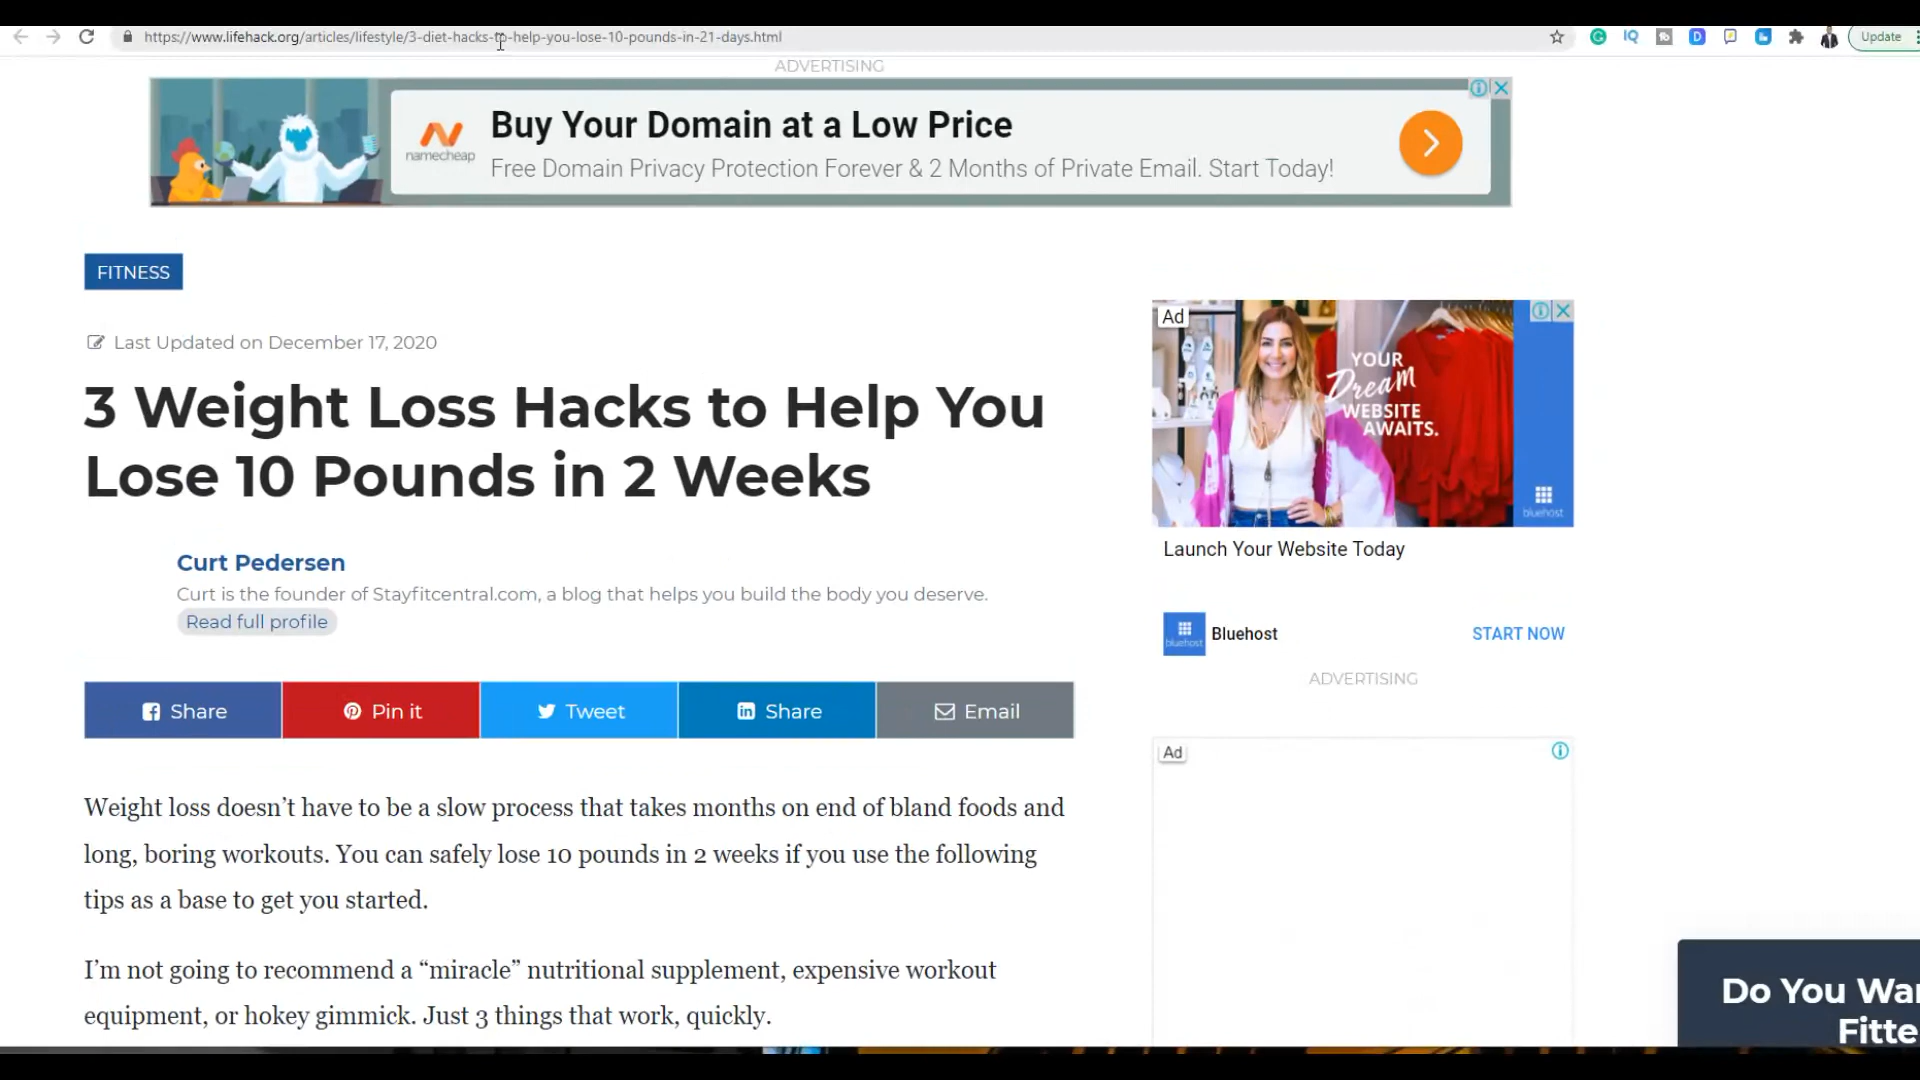 https://www.lifehack.org/articles/lifestyle/3-diet-hacks-to-help-you-lose-10-pounds-in-21-days.html
IQ
D
Update
ADVERTISING
namecheap
Buy Your Domain at a Low Price
Free Domain Privacy Protection Forever & 2 Months of Private Email. Start Today!
FITNESS
Last Updated on December 17, 2020
3 Weight Loss Hacks to Help You
Lose 10 Pounds in 2 Weeks
Curt Pedersen
Curt is the founder of Stayfitcentral.com, a blog that helps you build the body you deserve.
Read full profile
Share
Pin it
Tweet
Share
Email
Weight loss doesn’t have to be a slow process that takes months on end of bland foods and
long, boring workouts. You can safely lose 10 pounds in 2 weeks if you use the following
tips as a base to get you started.
I’m not going to recommend a “miracle” nutritional supplement, expensive workout
equipment, or hokey gimmick. Just 3 things that work, quickly.
Ad
YOUR
Dream
WEBSITE
AWAITS.
bluehost
Launch Your Website Today
bluehost
Bluehost
START NOW
ADVERTISING
Ad
Do You Wa
Fitte